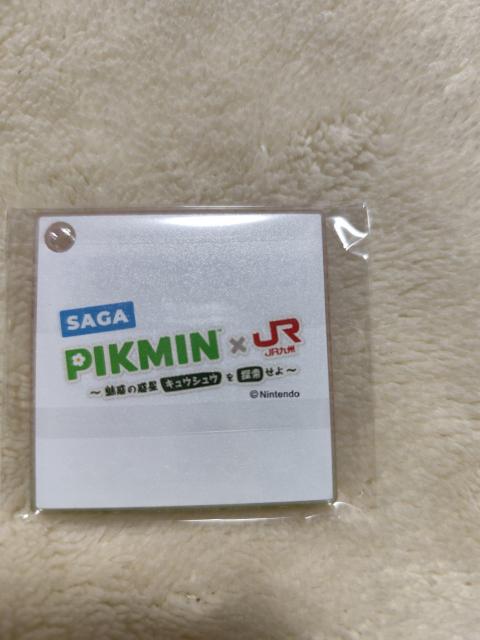 SAGA
PIKMIN™ × JR
JR九州
～魅惑の惑星 キュウシュウ を 探索 せよ～
©Nintendo